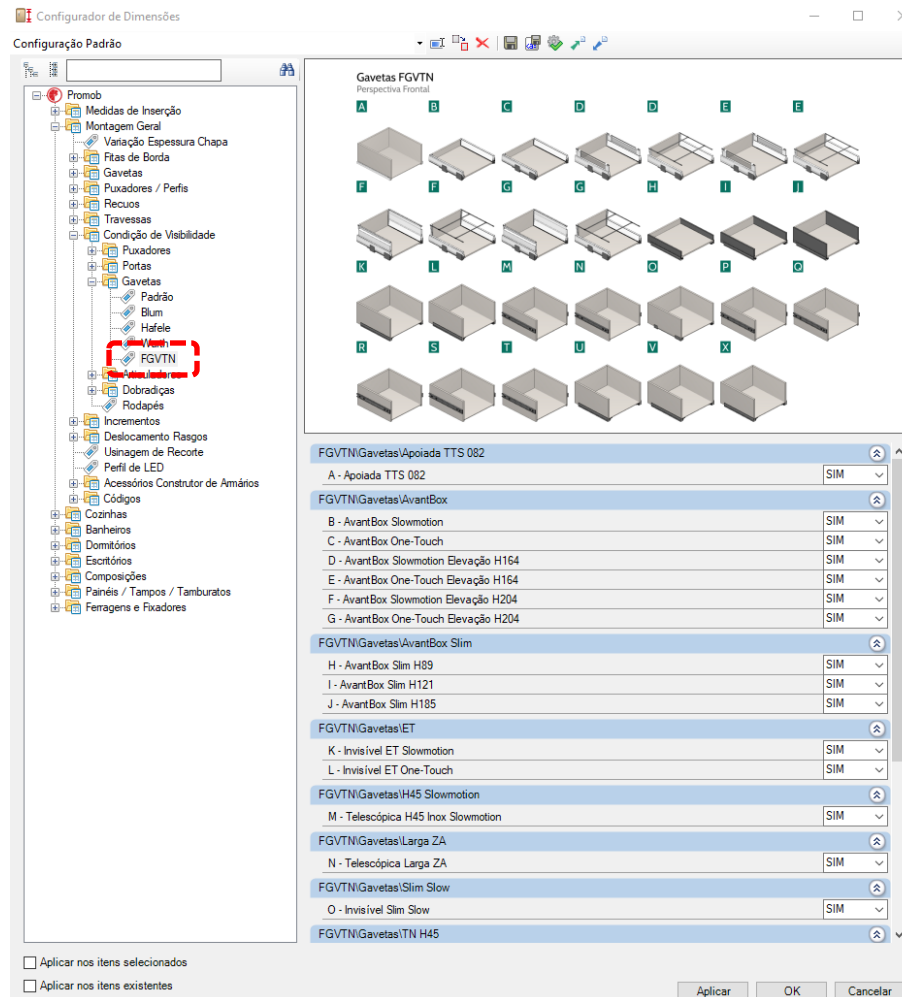 Configurador de Dimensões
Configuração Padrão
Promob
Medidas de Inserção
Montagem Geral
Variação Espessura Chapa
Fitas de Borda
Gavetas
Puxadores / Perfis
Recuos
Travessas
Condição de Visibilidade
Puxadores
Portas
Gavetas
Padrão
Blum
Hafele
Wurth
FGVTN
Articuladores
Dobradiças
Rodapés
Incrementos
Deslocamento Rasgos
Usinagem de Recorte
Perfil de LED
Acessórios Construtor de Armários
Códigos
Cozinhas
Banheiros
Dormitórios
Escritórios
Composições
Painéis / Tampos / Tamburatos
Ferragens e Fixadores
Gavetas FGVTN
Perspectiva Frontal
A B C D D E E
F F G G H I J
K L M N O P Q
R S T U V X
FGVTN\Gavetas\Apoiada TTS 082
A - Apoiada TTS 082 SIM
FGVTN\Gavetas\AvantBox
B - AvantBox Slowmotion SIM
C - AvantBox One-Touch SIM
D - AvantBox Slowmotion Elevação H164 SIM
E - AvantBox One-Touch Elevação H164 SIM
F - AvantBox Slowmotion Elevação H204 SIM
G - AvantBox One-Touch Elevação H204 SIM
FGVTN\Gavetas\AvantBox Slim
H - AvantBox Slim H89 SIM
I - AvantBox Slim H121 SIM
J - AvantBox Slim H185 SIM
FGVTN\Gavetas\ET
K - Invisível ET Slowmotion SIM
L - Invisível ET One-Touch SIM
FGVTN\Gavetas\H45 Slowmotion
M - Telescópica H45 Inox Slowmotion SIM
FGVTN\Gavetas\Larga ZA
N - Telescópica Larga ZA SIM
FGVTN\Gavetas\Slim Slow
O - Invisível Slim Slow SIM
FGVTN\Gavetas\TN H45
Aplicar nos itens selecionados
Aplicar nos itens existentes
Aplicar OK Cancelar